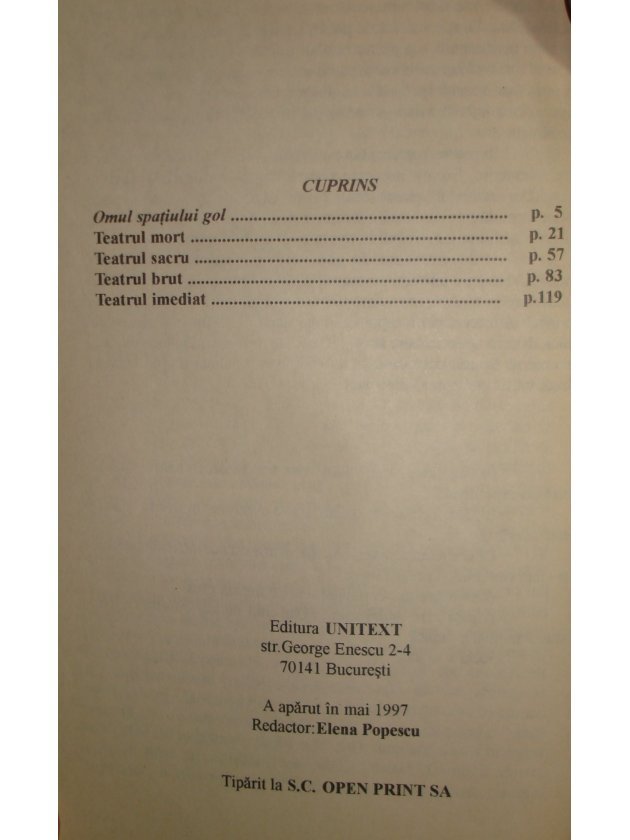 CUPRINS
Omul spațiului gol ............................................................ p. 5
Teatrul mort ..................................................................... p. 21
Teatrul sacru .................................................................... p. 57
Teatrul brut ..................................................................... p. 83
Teatrul imediat ............................................................... p.119
Editura UNITEXT
str.George Enescu 2-4
70141 București
A apărut în mai 1997
Redactor:Elena Popescu
Tipărit la S.C. OPEN PRINT SA